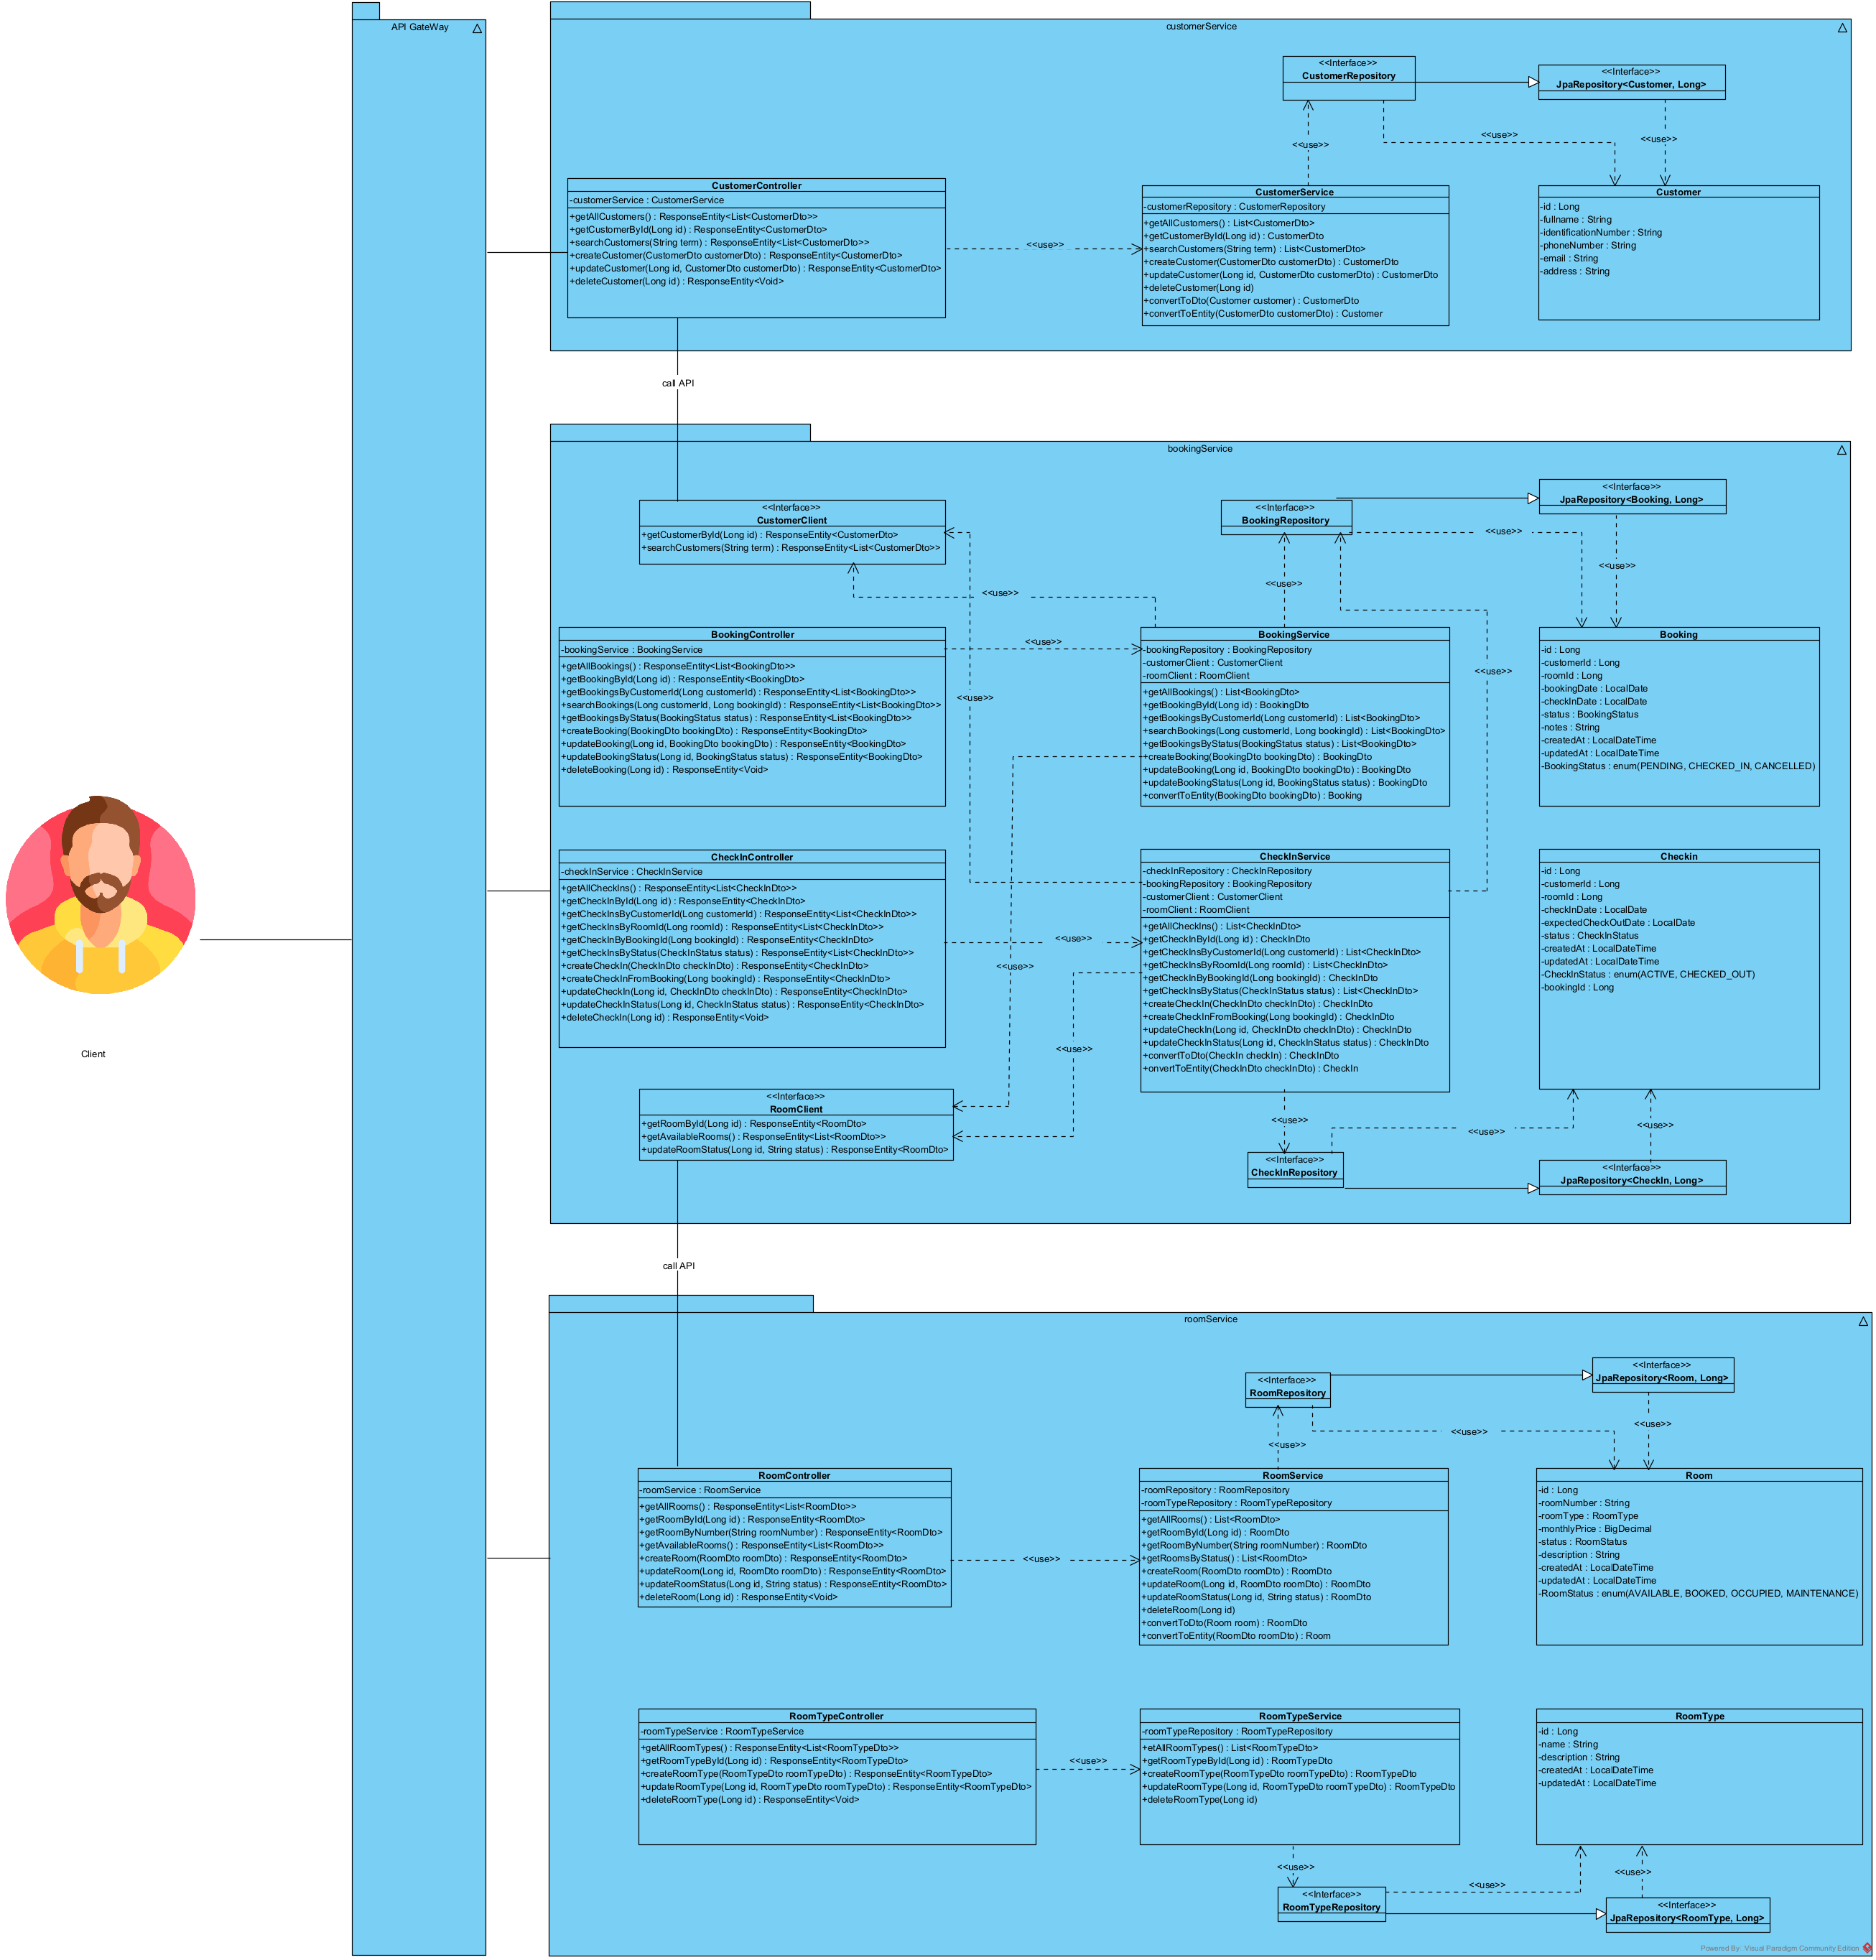 API GateWay
customerService
<<Interface>>
CustomerRepository
<<Interface>>
JpaRepository<Customer, Long>
<<use>>
<<use>>
<<use>>
CustomerController
-customerService : CustomerService
+getAllCustomers() : ResponseEntity<List<CustomerDto>>
+getCustomerById(Long id) : ResponseEntity<CustomerDto>
+searchCustomers(String term) : ResponseEntity<List<CustomerDto>>
+createCustomer(CustomerDto customerDto) : ResponseEntity<CustomerDto>
+updateCustomer(Long id, CustomerDto customerDto) : ResponseEntity<CustomerDto>
+deleteCustomer(Long id) : ResponseEntity<Void>
<<use>>
CustomerService
-customerRepository : CustomerRepository
+getAllCustomers() : List<CustomerDto>
+getCustomerById(Long id) : CustomerDto
+searchCustomers(String term) : List<CustomerDto>
+createCustomer(CustomerDto customerDto) : CustomerDto
+updateCustomer(Long id, CustomerDto customerDto) : CustomerDto
+deleteCustomer(Long id)
+convertToDto(Customer customer) : CustomerDto
+convertToEntity(CustomerDto customerDto) : Customer
Customer
-id : Long
-fullname : String
-identificationNumber : String
-phoneNumber : String
-email : String
-address : String
call API
bookingService
<<Interface>>
CustomerClient
+getCustomerById(Long id) : ResponseEntity<CustomerDto>
+searchCustomers(String term) : ResponseEntity<List<CustomerDto>>
<<Interface>>
BookingRepository
<<Interface>>
JpaRepository<Booking, Long>
<<use>>
<<use>>
<<use>>
<<use>>
BookingController
-bookingService : BookingService
+getAllBookings() : ResponseEntity<List<BookingDto>>
+getBookingById(Long id) : ResponseEntity<BookingDto>
+getBookingsByCustomerId(Long customerId) : ResponseEntity<List<BookingDto>>
+searchBookings(Long customerId, Long bookingId) : ResponseEntity<List<BookingDto>>
+getBookingsByStatus(BookingStatus status) : ResponseEntity<List<BookingDto>>
+createBooking(BookingDto bookingDto) : ResponseEntity<BookingDto>
+updateBooking(Long id, BookingDto bookingDto) : ResponseEntity<BookingDto>
+updateBookingStatus(Long id, BookingStatus status) : ResponseEntity<BookingDto>
+deleteBooking(Long id) : ResponseEntity<Void>
<<use>>
<<use>>
BookingService
-bookingRepository : BookingRepository
-customerClient : CustomerClient
-roomClient : RoomClient
+getAllBookings() : List<BookingDto>
+getBookingById(Long id) : BookingDto
+getBookingsByCustomerId(Long customerId) : List<BookingDto>
+searchBookings(Long customerId, Long bookingId) : List<BookingDto>
+getBookingsByStatus(BookingStatus status) : List<BookingDto>
+createBooking(BookingDto bookingDto) : BookingDto
+updateBooking(Long id, BookingDto bookingDto) : BookingDto
+updateBookingStatus(Long id, BookingStatus status) : BookingDto
+convertToEntity(BookingDto bookingDto) : Booking
<<use>>
Booking
-id : Long
-customerId : Long
-roomId : Long
-bookingDate : LocalDate
-checkInDate : LocalDate
-status : BookingStatus
-notes : String
-createdAt : LocalDateTime
-updatedAt : LocalDateTime
-BookingStatus : enum(PENDING, CHECKED_IN, CANCELLED)
CheckInController
-checkInService : CheckInService
+getAllCheckIns() : ResponseEntity<List<CheckInDto>>
+getCheckInById(Long id) : ResponseEntity<CheckInDto>
+getCheckInsByCustomerId(Long customerId) : ResponseEntity<List<CheckInDto>>
+getCheckInsByRoomId(Long roomId) : ResponseEntity<List<CheckInDto>>
+getCheckInByBookingId(Long bookingId) : ResponseEntity<CheckInDto>
+getCheckInsByStatus(CheckInStatus status) : ResponseEntity<List<CheckInDto>>
+createCheckIn(CheckInDto checkInDto) : ResponseEntity<CheckInDto>
+createCheckInFromBooking(Long bookingId) : ResponseEntity<CheckInDto>
+updateCheckIn(Long id, CheckInDto checkInDto) : ResponseEntity<CheckInDto>
+updateCheckInStatus(Long id, CheckInStatus status) : ResponseEntity<CheckInDto>
+deleteCheckIn(Long id) : ResponseEntity<Void>
<<use>>
<<use>>
<<use>>
CheckInService
-checkInRepository : CheckInRepository
-bookingRepository : BookingRepository
-customerClient : CustomerClient
-roomClient : RoomClient
+getAllCheckIns() : List<CheckInDto>
+getCheckInById(Long id) : CheckInDto
+getCheckInsByCustomerId(Long customerId) : List<CheckInDto>
+getCheckInsByRoomId(Long roomId) : List<CheckInDto>
+getCheckInByBookingId(Long bookingId) : CheckInDto
+getCheckInsByStatus(CheckInStatus status) : List<CheckInDto>
+createCheckIn(CheckInDto checkInDto) : CheckInDto
+createCheckInFromBooking(Long bookingId) : CheckInDto
+updateCheckIn(Long id, CheckInDto checkInDto) : CheckInDto
+updateCheckInStatus(Long id, CheckInStatus status) : CheckInDto
+convertToDto(CheckIn checkIn) : CheckInDto
+onvertToEntity(CheckInDto checkInDto) : CheckIn
Checkin
-id : Long
-customerId : Long
-roomId : Long
-checkInDate : LocalDate
-expectedCheckOutDate : LocalDate
-status : CheckInStatus
-createdAt : LocalDateTime
-updatedAt : LocalDateTime
-CheckInStatus : enum(ACTIVE, CHECKED_OUT)
-bookingId : Long
Client
<<Interface>>
RoomClient
+getRoomById(Long id) : ResponseEntity<RoomDto>
+getAvailableRooms() : ResponseEntity<List<RoomDto>>
+updateRoomStatus(Long id, String status) : ResponseEntity<RoomDto>
<<use>>
<<use>>
<<use>>
<<Interface>>
CheckInRepository
<<Interface>>
JpaRepository<CheckIn, Long>
call API
roomService
<<Interface>>
RoomRepository
<<Interface>>
JpaRepository<Room, Long>
<<use>>
<<use>>
<<use>>
RoomController
-roomService : RoomService
+getAllRooms() : ResponseEntity<List<RoomDto>>
+getRoomById(Long id) : ResponseEntity<RoomDto>
+getRoomByNumber(String roomNumber) : ResponseEntity<RoomDto>
+getAvailableRooms() : ResponseEntity<List<RoomDto>>
+createRoom(RoomDto roomDto) : ResponseEntity<RoomDto>
+updateRoom(Long id, RoomDto roomDto) : ResponseEntity<RoomDto>
+updateRoomStatus(Long id, String status) : ResponseEntity<RoomDto>
+deleteRoom(Long id) : ResponseEntity<Void>
<<use>>
RoomService
-roomRepository : RoomRepository
-roomTypeRepository : RoomTypeRepository
+getAllRooms() : List<RoomDto>
+getRoomById(Long id) : RoomDto
+getRoomByNumber(String roomNumber) : RoomDto
+getRoomsByStatus() : List<RoomDto>
+createRoom(RoomDto roomDto) : RoomDto
+updateRoom(Long id, RoomDto roomDto) : RoomDto
+updateRoomStatus(Long id, String status) : RoomDto
+deleteRoom(Long id)
+convertToDto(Room room) : RoomDto
+convertToEntity(RoomDto roomDto) : Room
Room
-id : Long
-roomNumber : String
-roomType : RoomType
-monthlyPrice : BigDecimal
-status : RoomStatus
-description : String
-createdAt : LocalDateTime
-updatedAt : LocalDateTime
-RoomStatus : enum(AVAILABLE, BOOKED, OCCUPIED, MAINTENANCE)
RoomTypeController
-roomTypeService : RoomTypeService
+getAllRoomTypes() : ResponseEntity<List<RoomTypeDto>>
+getRoomTypeById(Long id) : ResponseEntity<RoomTypeDto>
+createRoomType(RoomTypeDto roomTypeDto) : ResponseEntity<RoomTypeDto>
+updateRoomType(Long id, RoomTypeDto roomTypeDto) : ResponseEntity<RoomTypeDto>
+deleteRoomType(Long id) : ResponseEntity<Void>
<<use>>
RoomTypeService
-roomTypeRepository : RoomTypeRepository
+etAllRoomTypes() : List<RoomTypeDto>
+getRoomTypeById(Long id) : RoomTypeDto
+createRoomType(RoomTypeDto roomTypeDto) : RoomTypeDto
+updateRoomType(Long id, RoomTypeDto roomTypeDto) : RoomTypeDto
+deleteRoomType(Long id)
RoomType
-id : Long
-name : String
-description : String
-createdAt : LocalDateTime
-updatedAt : LocalDateTime
<<use>>
<<use>>
<<use>>
<<Interface>>
RoomTypeRepository
<<Interface>>
JpaRepository<RoomType, Long>
Powered By: Visual Paradigm Community Edition